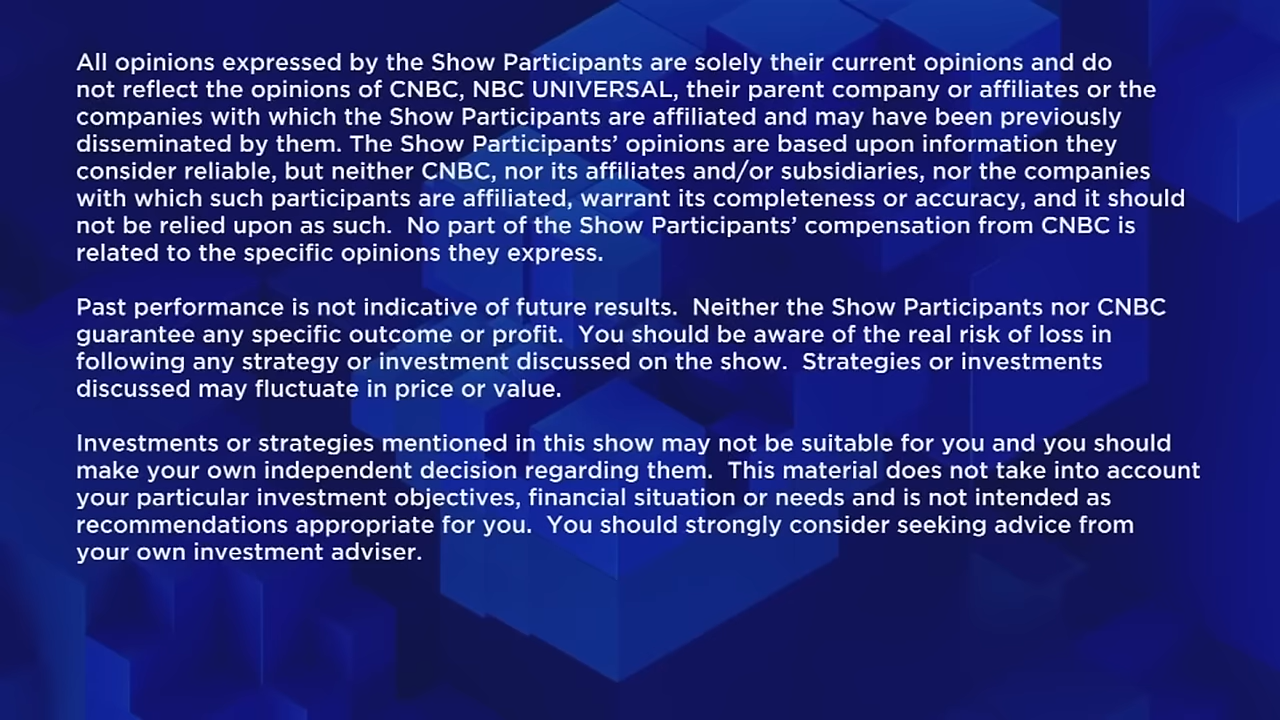 All opinions expressed by the Show Participants are solely their current opinions and do
not reflect the opinions of CNBC, NBC UNIVERSAL, their parent company or affiliates or the
companies with which the Show Participants are affiliated and may have been previously
disseminated by them. The Show Participants’ opinions are based upon information they
consider reliable, but neither CNBC, nor its affiliates and/or subsidiaries, nor the companies
with which such participants are affiliated, warrant its completeness or accuracy, and it should
not be relied upon as such.  No part of the Show Participants’ compensation from CNBC is
related to the specific opinions they express.
Past performance is not indicative of future results.  Neither the Show Participants nor CNBC
guarantee any specific outcome or profit.  You should be aware of the real risk of loss in
following any strategy or investment discussed on the show.  Strategies or investments
discussed may fluctuate in price or value.
Investments or strategies mentioned in this show may not be suitable for you and you should
make your own independent decision regarding them.  This material does not take into account
your particular investment objectives, financial situation or needs and is not intended as
recommendations appropriate for you.  You should strongly consider seeking advice from
your own investment adviser.